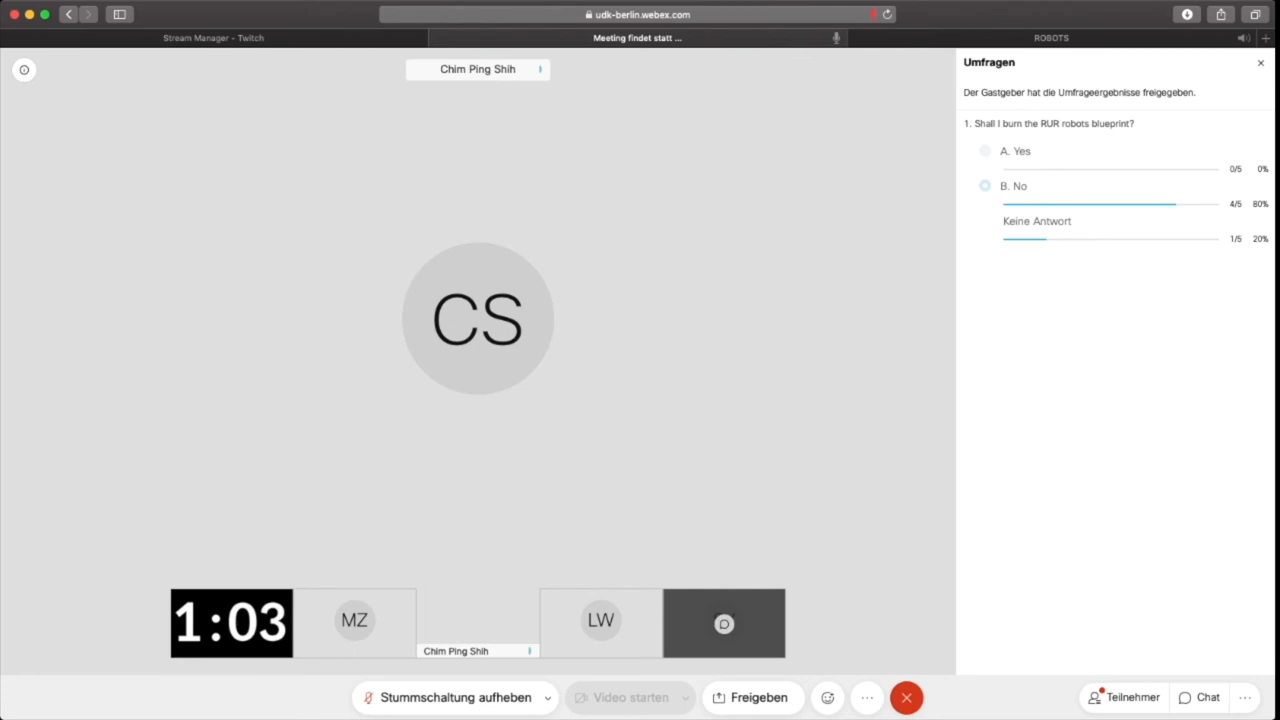 udk-berlin.webex.com
Stream Manager - Twitch
Meeting findet statt ...
ROBOTS
Chim Ping Shih
Umfragen
Der Gastgeber hat die Umfrageergebnisse freigegeben.
1. Shall I burn the RUR robots blueprint?
A. Yes
0/5 0%
B. No
4/5 80%
Keine Antwort
1/5 20%
CS
1:03
MZ
Chim Ping Shih
LW
Stummschaltung aufheben
Video starten
Freigeben
Teilnehmer
Chat